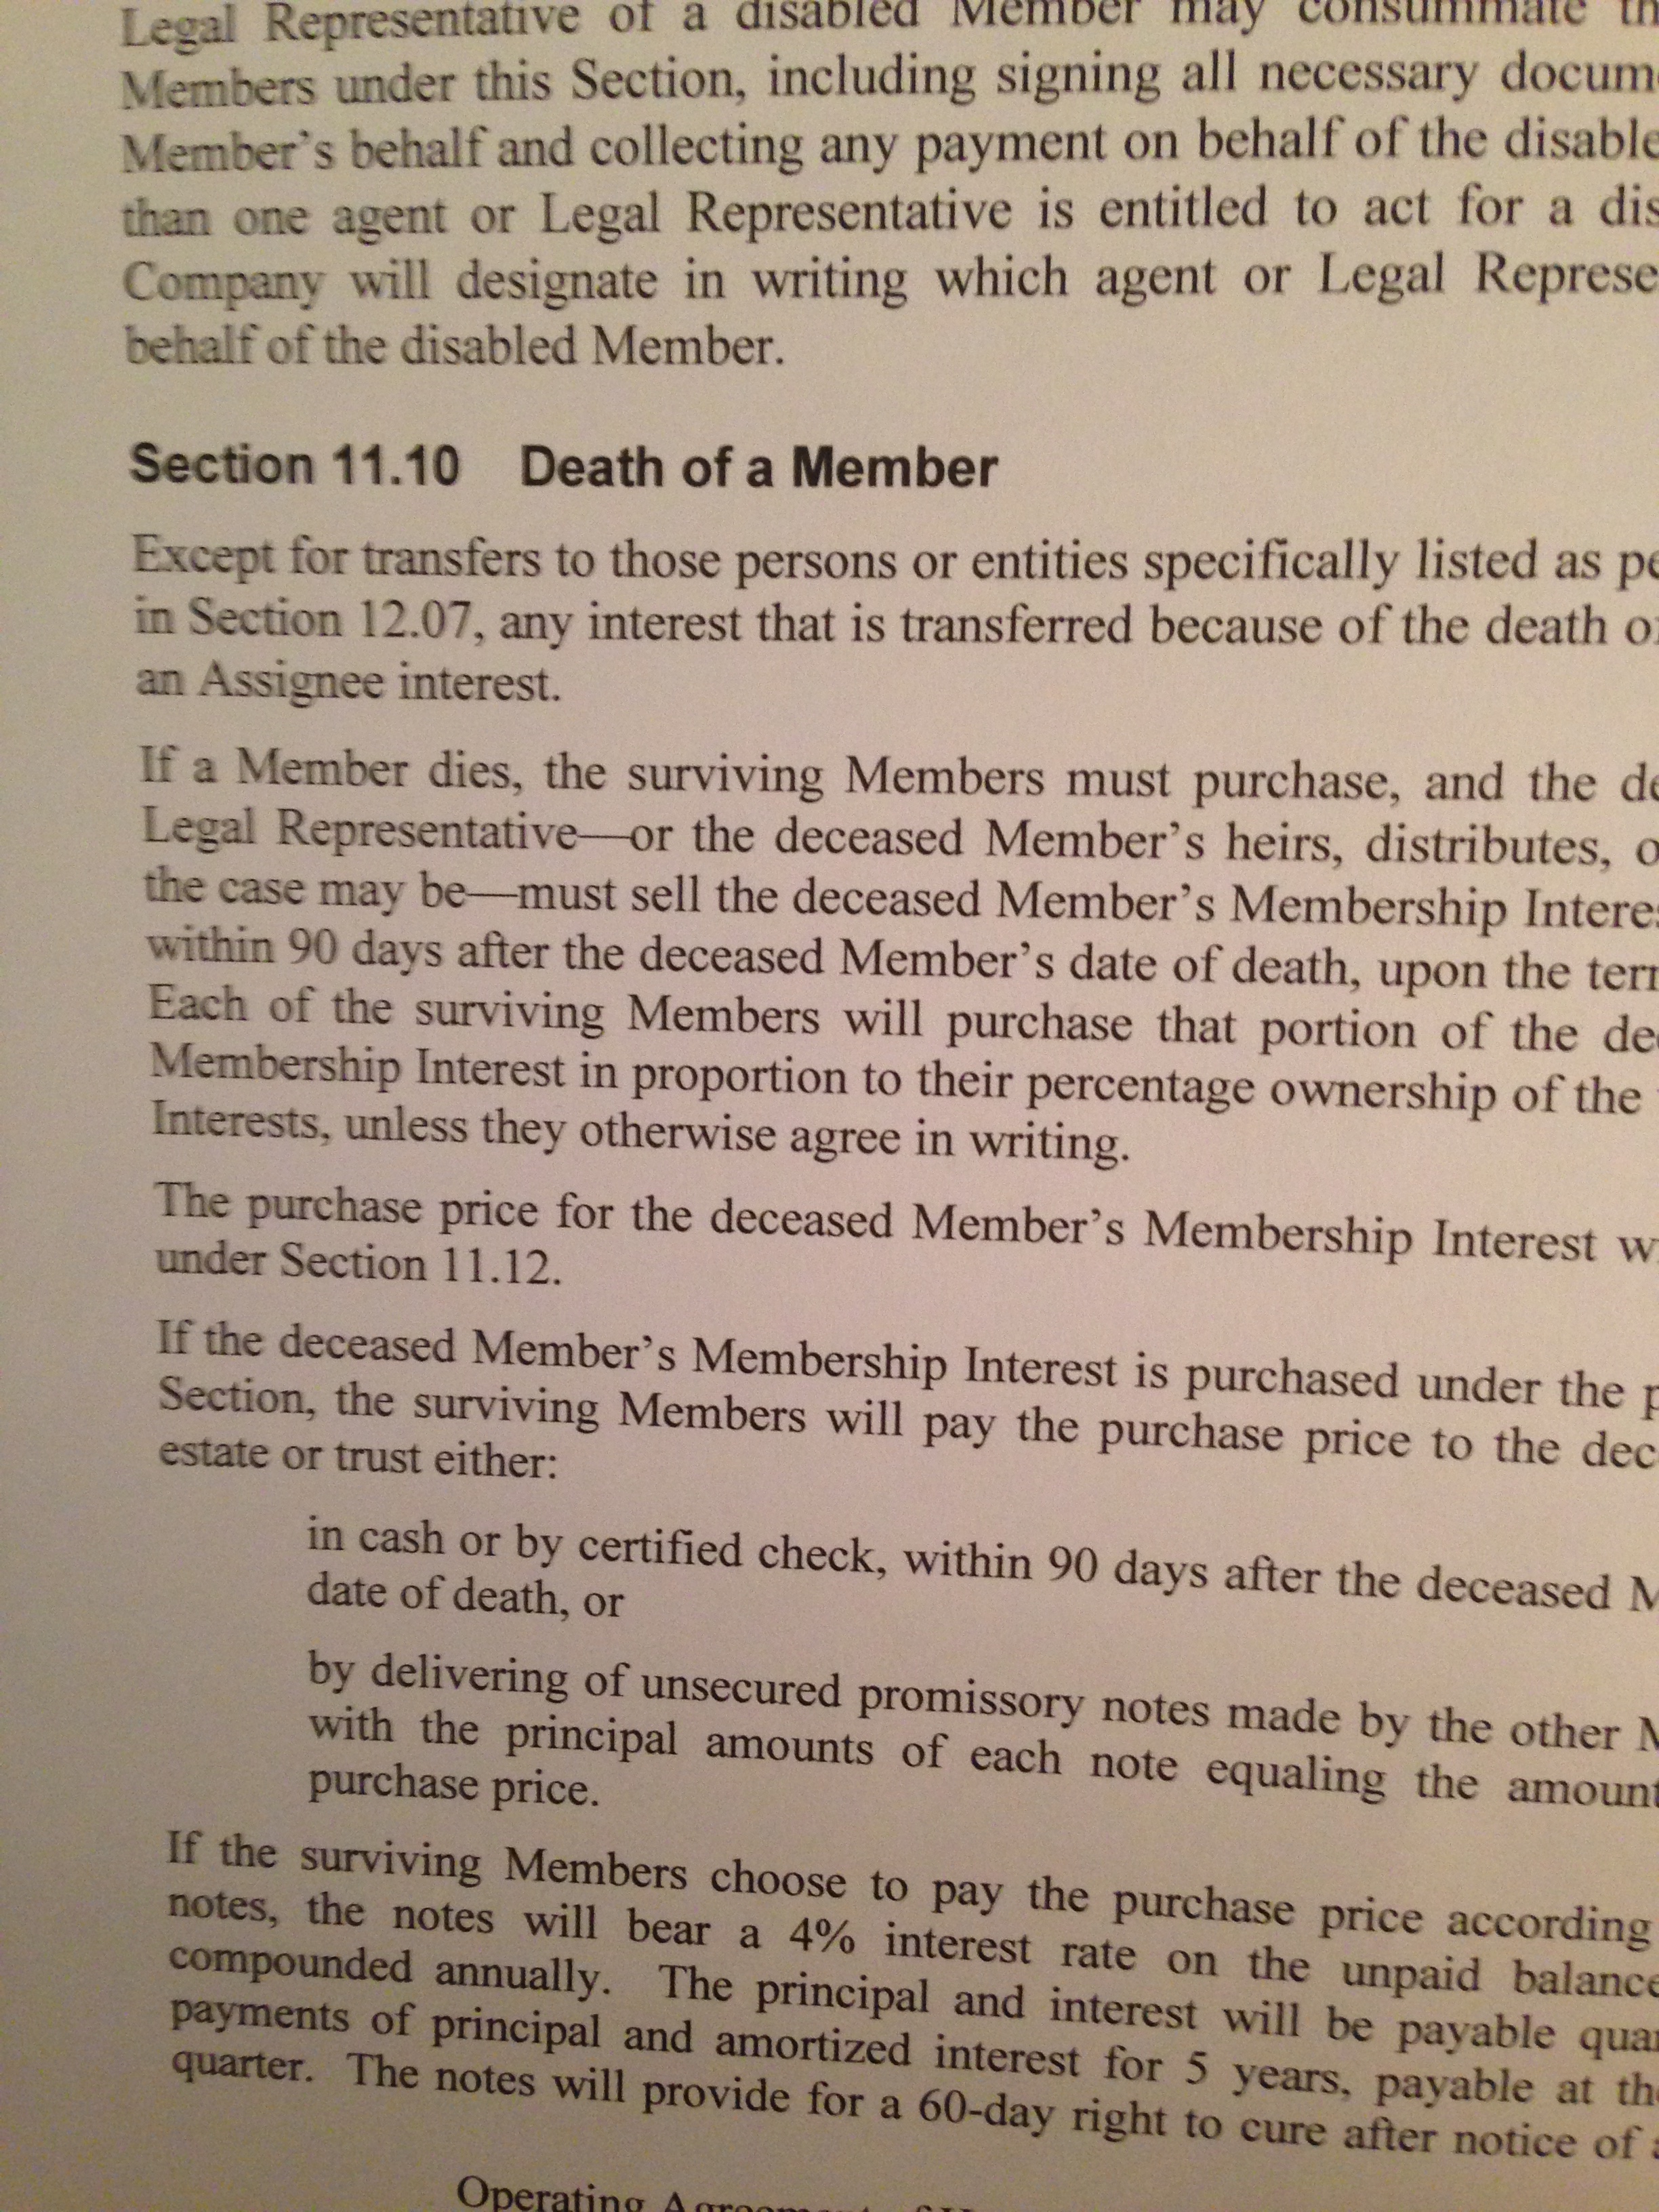 Legal Representative of a disabled Member may consummate
Members under this Section, including signing all necessary
Member's behalf and collecting any payment on behalf of the
than one agent or Legal Representative is entitled to act for a
Company will designate in writing which agent or Legal
behalf of the disabled Member.
Section 11.10 Death of a Member
Except for transfers to those persons or entities specifically listed as
in Section 12.07, any interest that is transferred because of the death
an Assignee interest.
If a Member dies, the surviving Members must purchase, and the
Legal Representative—or the deceased Member's heirs, distributes,
the case may be—must sell the deceased Member's Membership
within 90 days after the deceased Member's date of death, upon the
Each of the surviving Members will purchase that portion of the
Membership Interest in proportion to their percentage ownership of the
Interests, unless they otherwise agree in writing.
The purchase price for the deceased Member's Membership Interest
under Section 11.12.
If the deceased Member's Membership Interest is purchased under the
Section, the surviving Members will pay the purchase price to the
estate or trust either:
in cash or by certified check, within 90 days after the deceased
date of death, or
by delivering of unsecured promissory notes made by the other
with the principal amounts of each note equaling the
purchase price.
If the surviving Members choose to pay the purchase price according
notes, the notes will bear a 4% interest rate on the unpaid
compounded annually. The principal and interest will be payable
payments of principal and amortized interest for 5 years, payable at
quarter. The notes will provide for a 60-day right to cure after notice of
Operating Agreement of